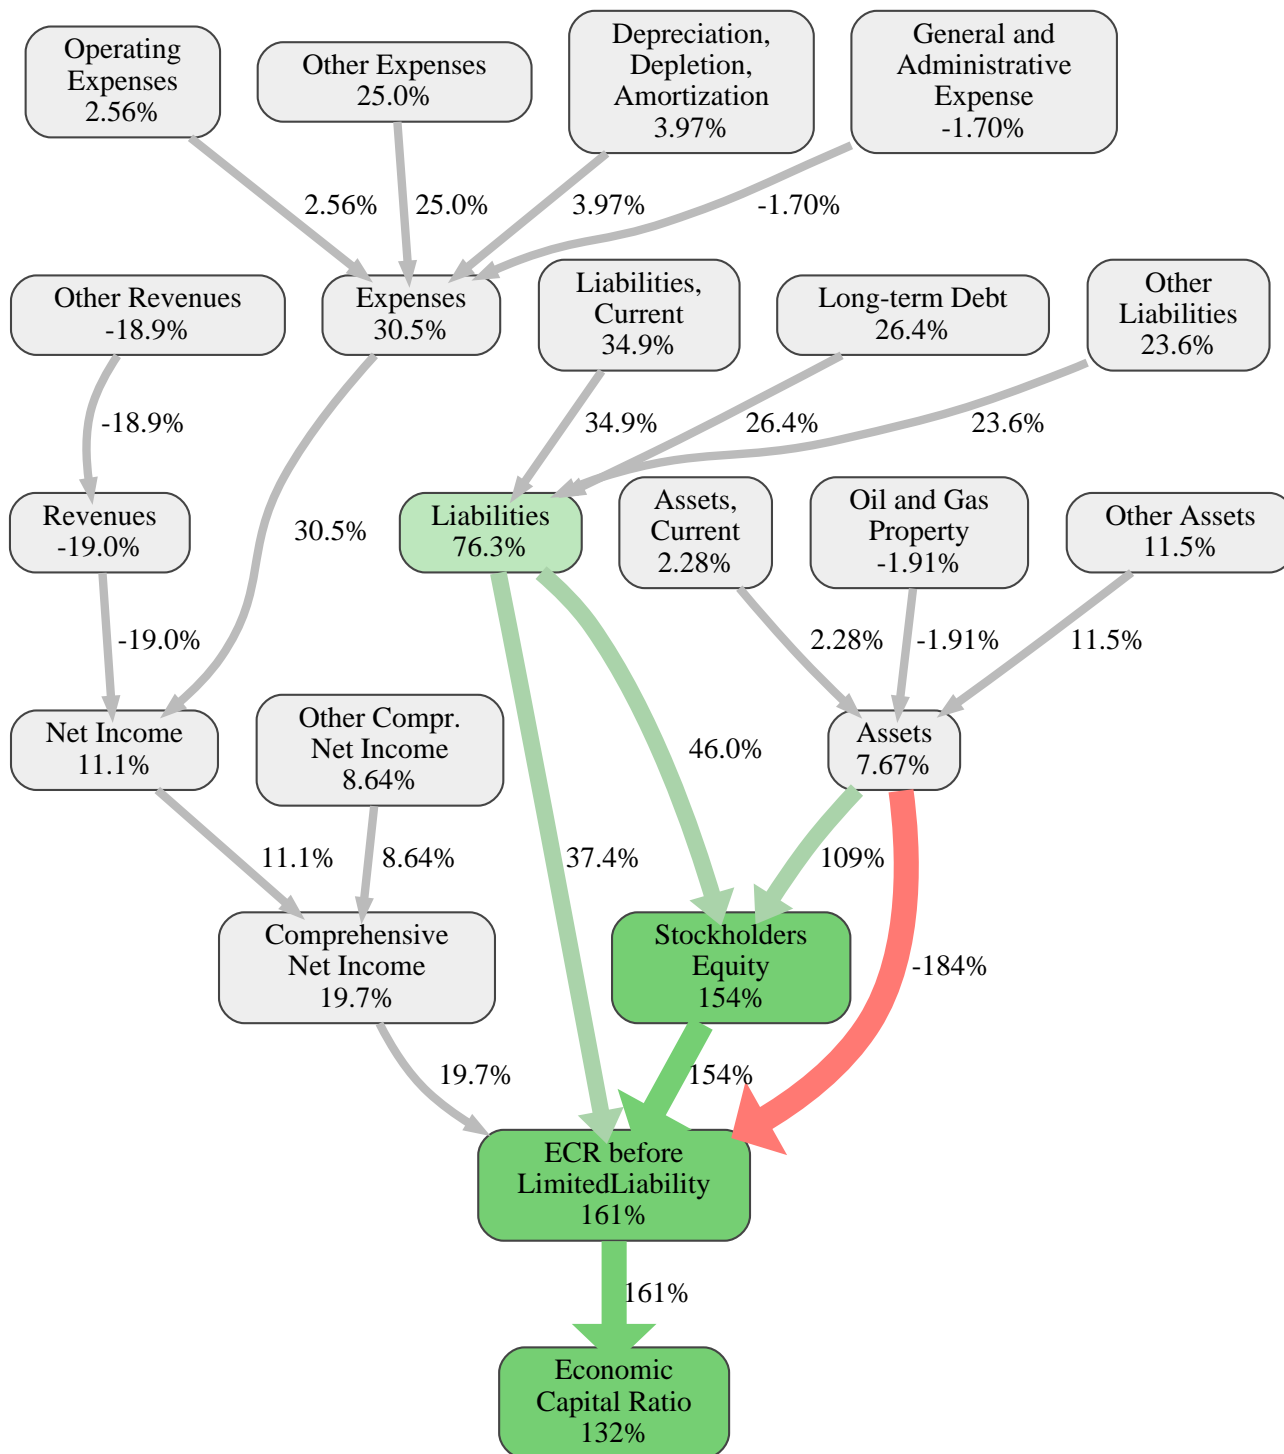 Operating
Expenses
2.56%
Other Expenses
25.0%
Depreciation,
Depletion,
Amortization
3.97%
General and
Administrative
Expense
-1.70%
2.56%
25.0%
3.97%
-1.70%
Other Revenues
-18.9%
Expenses
30.5%
Liabilities,
Current
34.9%
Long-term Debt
26.4%
Other
Liabilities
23.6%
-18.9%
34.9%
26.4%
23.6%
Revenues
-19.0%
30.5%
Liabilities
76.3%
Assets,
Current
2.28%
Oil and Gas
Property
-1.91%
Other Assets
11.5%
-19.0%
2.28%
-1.91%
11.5%
Net Income
11.1%
Other Compr.
Net Income
8.64%
46.0%
Assets
7.67%
11.1%
8.64%
37.4%
109%
Comprehensive
Net Income
19.7%
Stockholders
Equity
154%
-184%
19.7%
154%
ECR before
LimitedLiability
161%
161%
Economic
Capital Ratio
132%